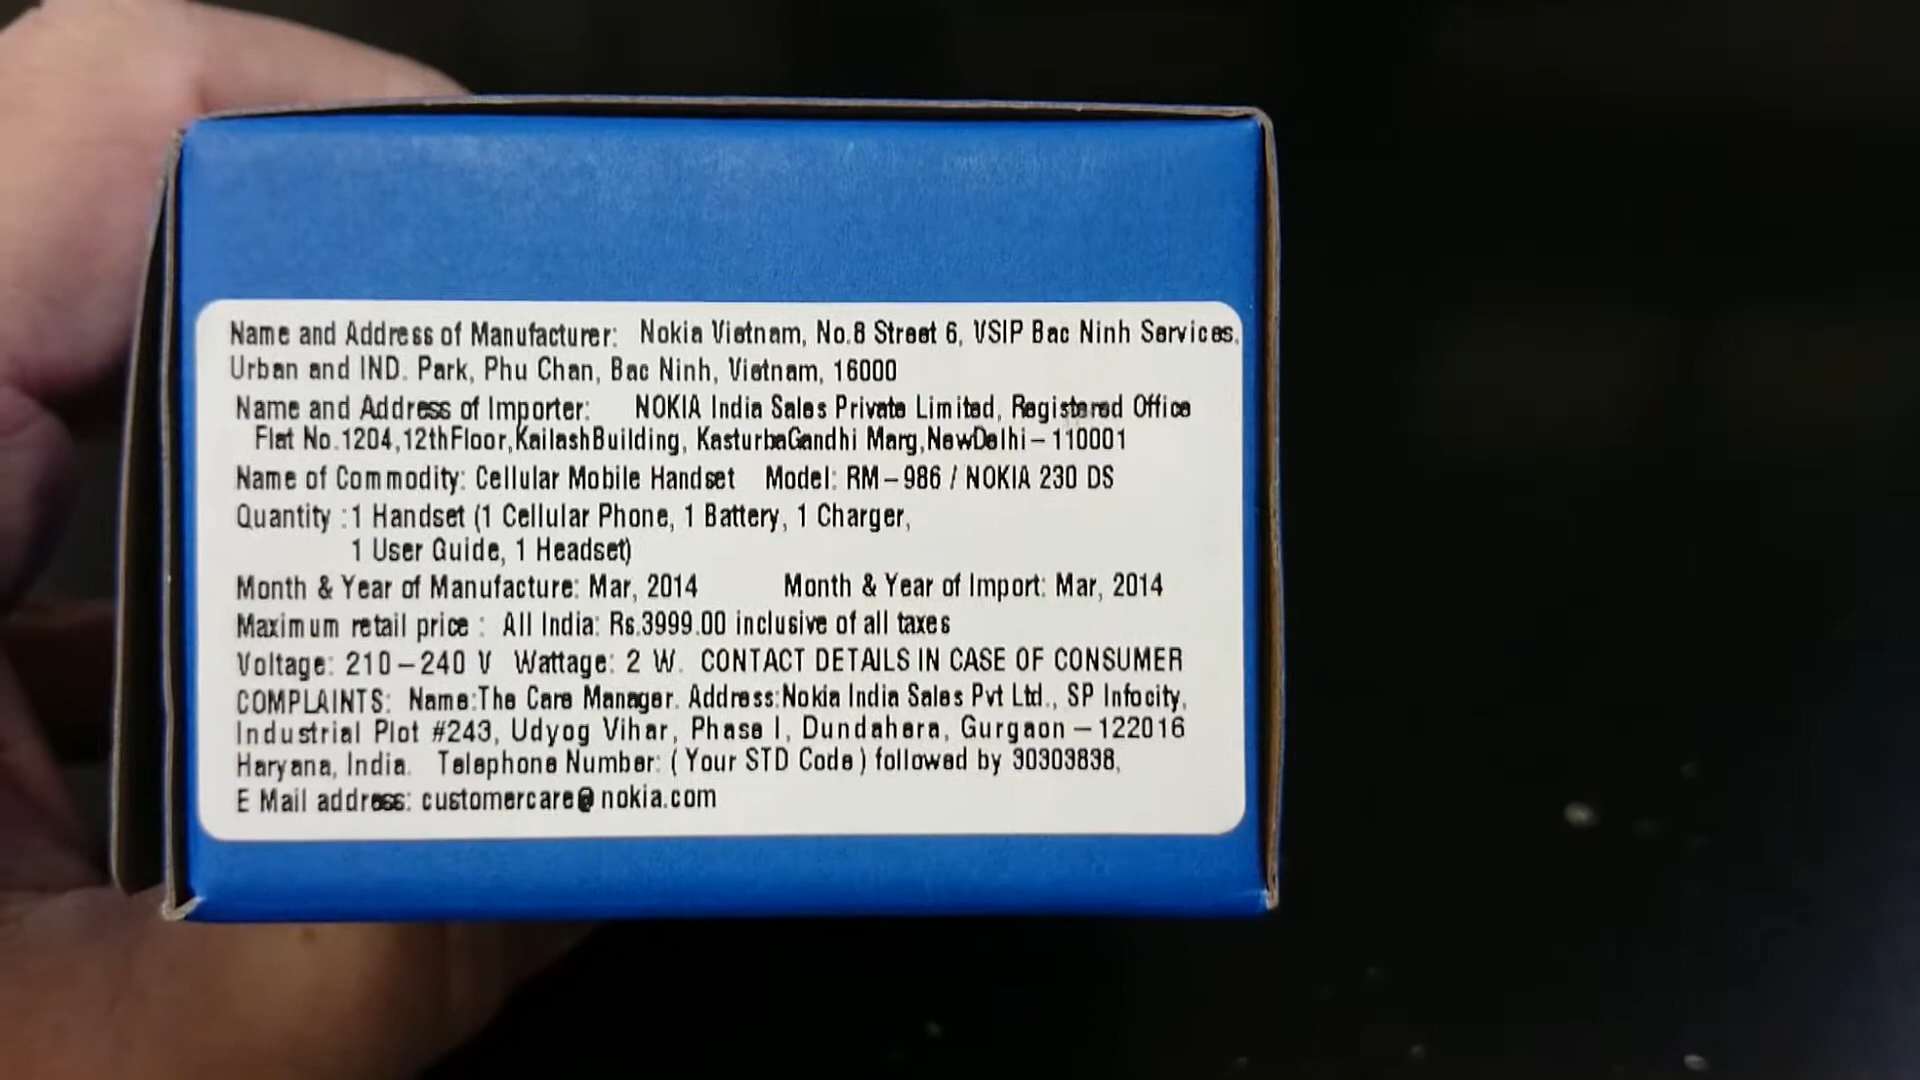 Name and Address of Manufacturer: Nokia Vietnam, No.8 Street 6, VSIP Bac Ninh Services,
Urban and IND. Park, Phu Chan, Bac Ninh, Vietnam, 16000
Name and Address of Importer: NOKIA India Sales Private Limited, Registered Office
Flat No.1204,12thFloor,KailashBuilding, KasturbaGandhi Marg,NewDelhi-110001
Name of Commodity: Cellular Mobile Handset Model: RM-986 / NOKIA 230 DS
Quantity :1 Handset (1 Cellular Phone, 1 Battery, 1 Charger,
1 User Guide, 1 Headset)
Month & Year of Manufacture: Mar, 2014 Month & Year of Import: Mar, 2014
Maximum retail price : All India: Rs.3999.00 inclusive of all taxes
Voltage: 210-240 V Wattage: 2 W. CONTACT DETAILS IN CASE OF CONSUMER
COMPLAINTS: Name:The Care Manager. Address:Nokia India Sales Pvt Ltd., SP Infocity,
Industrial Plot #243, Udyog Vihar, Phase I, Dundahera, Gurgaon-122016
Haryana, India. Telephone Number: (Your STD Code) followed by 30303838,
E Mail address: customercare@nokia.com